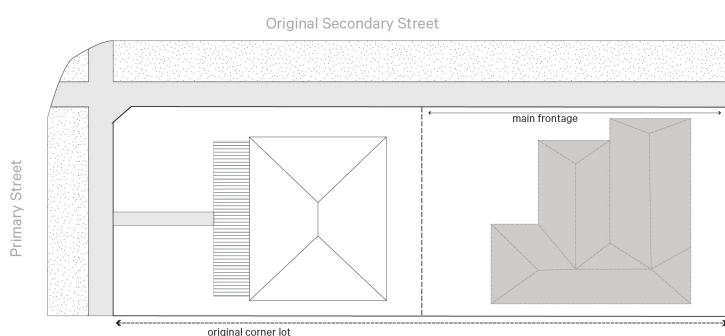 Original Secondary Street
main frontage
Primary Street
original corner lot